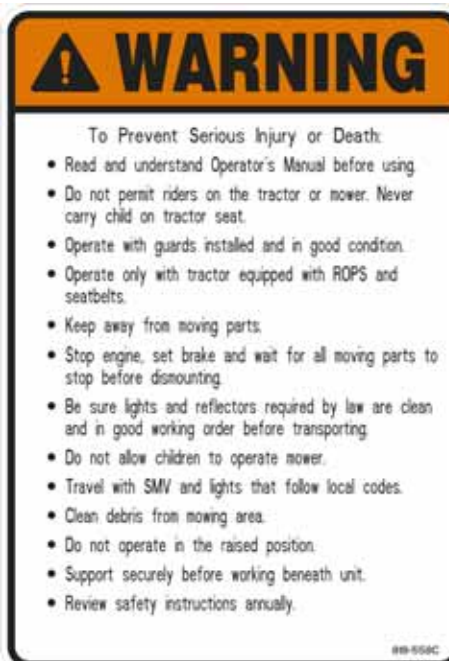 WARNING
To Prevent Serious Injury or Death:
• Read and understand Operator's Manual before using.
• Do not permit riders on the tractor or mower. Never
carry child on tractor seat.
• Operate with guards installed and in good condtion.
• Operate only with tractor equipped with ROPS and
seatbelts.
• Keep away from moving parts.
• Stop engine, set brake and wait for all moving parts to
stop before dismounting.
• Be sure lights and reflectors required by law are clean
and in good working order before transporting.
• Do not allow children to operate mower.
• Travel with SMV and lights that follow local codes.
• Clean debris from mowing area.
• Do not operate in the raised position.
• Support securely before working beneath unit.
• Review safety instructions annually.